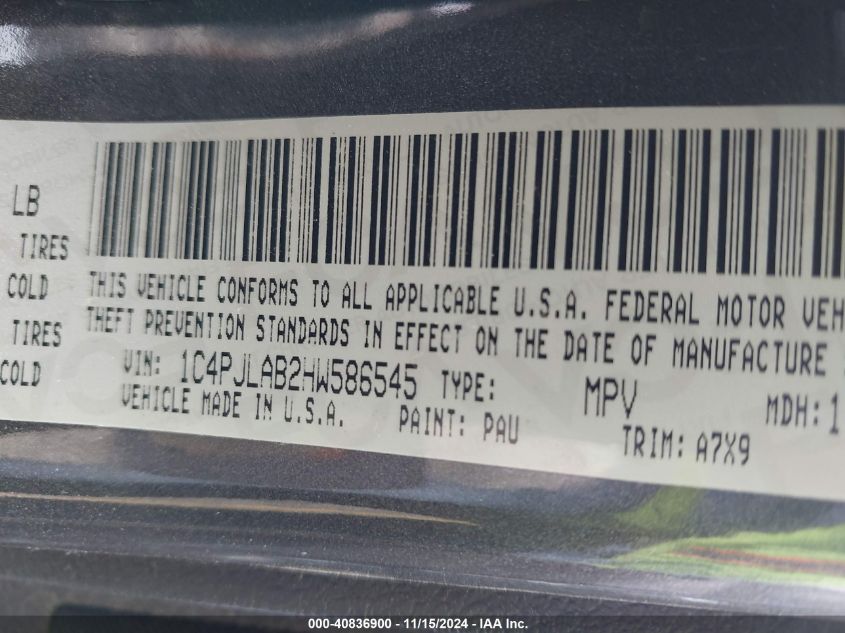 LB
TIRES
COLD
TIRES
COLD
THIS VEHICLE CONFORMS TO ALL APPLICABLE U.S.A. FEDERAL MOTOR VEH
THEFT PREVENTION STANDARDS IN EFFECT ON THE DATE OF MANUFACTURE
VIN: 1C4PJLAB2HW586545 TYPE: MPV MDH: 1
VEHICLE MADE IN U.S.A. PAINT: PAU TRIM: A7X9
000-40836900 - 11/15/2024 - IAA Inc.